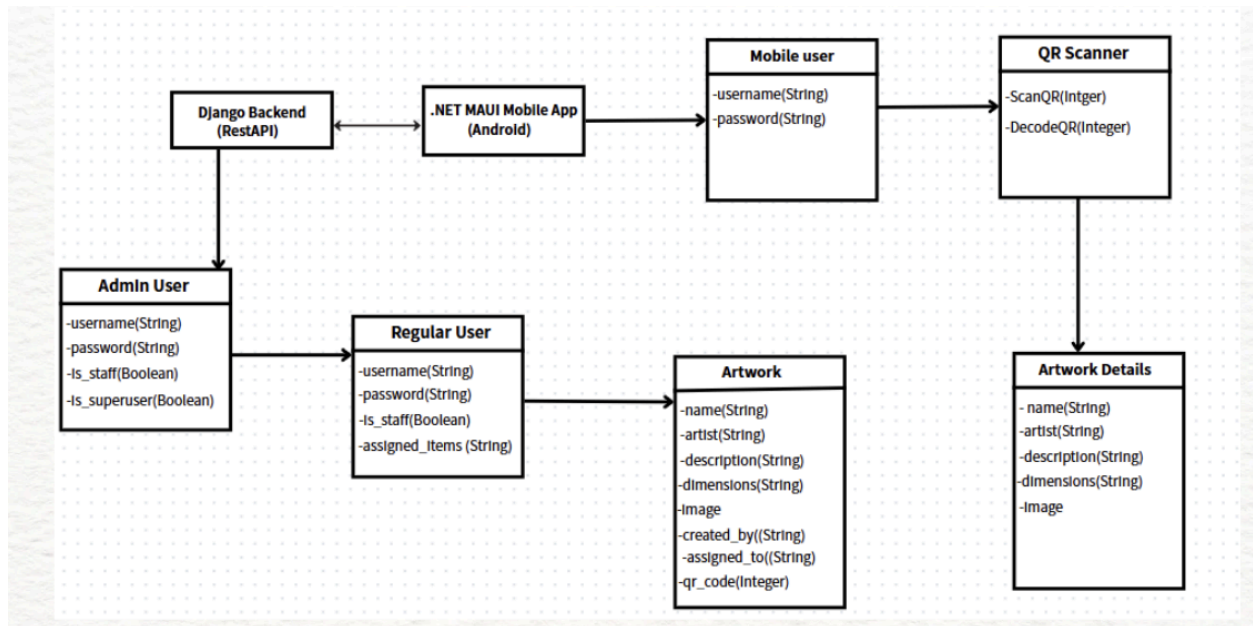 Django Backend
(RestAPI)
.NET MAUI Mobile App
(Android)
Mobile user
-username(String)
-password(String)
QR Scanner
-ScanQR(Intger)
-DecodeQR(Integer)
Admin User
-username(String)
-password(String)
-is_staff(Boolean)
-is_superuser(Boolean)
Regular User
-username(String)
-password(String)
-is_staff(Boolean)
-assigned_items (String)
Artwork
-name(String)
-artist(String)
-description(String)
-dimensions(String)
-image
-created_by((String)
-assigned_to((String)
-qr_code(Integer)
Artwork Details
- name(String)
-artist(String)
-description(String)
-dimensions(String)
-image